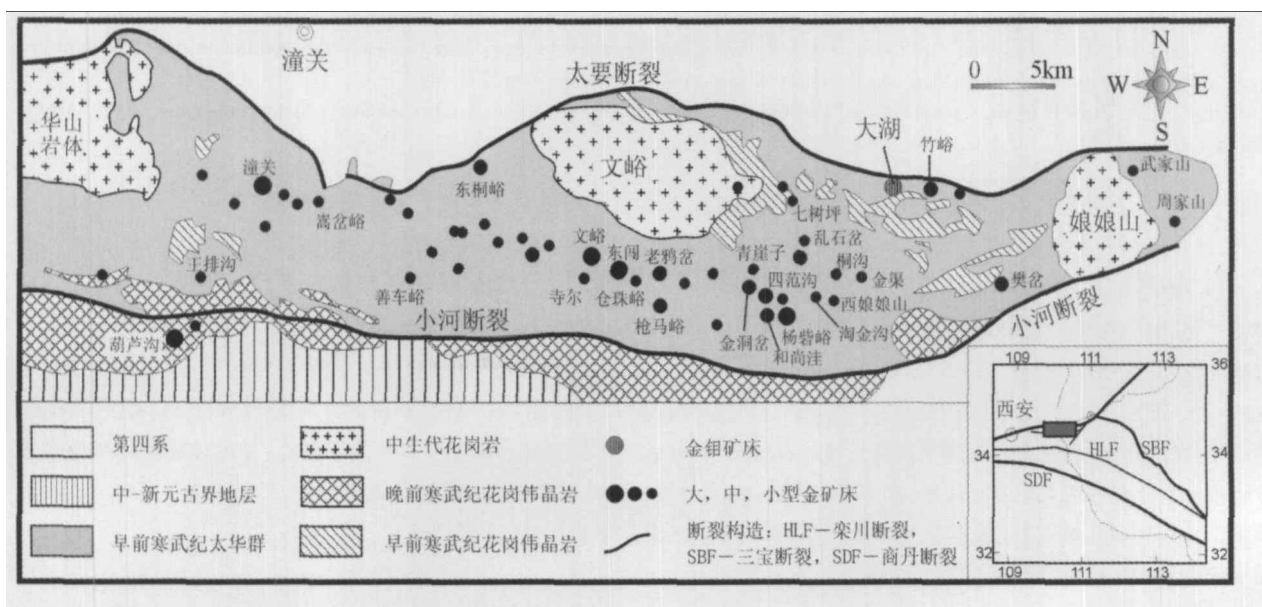 潼关
太要断裂
0 5km
N
W E
S
华山
岩体
文峪
大湖
竹峪
武家山
周家山
娘娘山
潼关
嵩岔峪
东桐峪
七树坪
乱石岔
文峪
东闯
老鸦岔
青崖子
桐沟
金渠
四范沟
王排沟
善车峪
寺尔
仓珠峪
西娘娘山
樊岔
小河断裂
枪马峪
金洞岔
杨砦峪
淘金沟
和尚洼
小河断裂
葫芦沟
第四系
中生代花岗岩
金钼矿床
中-新元古界地层
晚前寒武纪花岗伟晶岩
大，中，小型金矿床
早前寒武纪太华群
早前寒武纪花岗伟晶岩
断裂构造：HLF－栾川断裂，
SBF－三宝断裂，SDF－商丹断裂
109 111 113 36
西安
34 HLF SBF 34
SDF
32 32
109 111 113